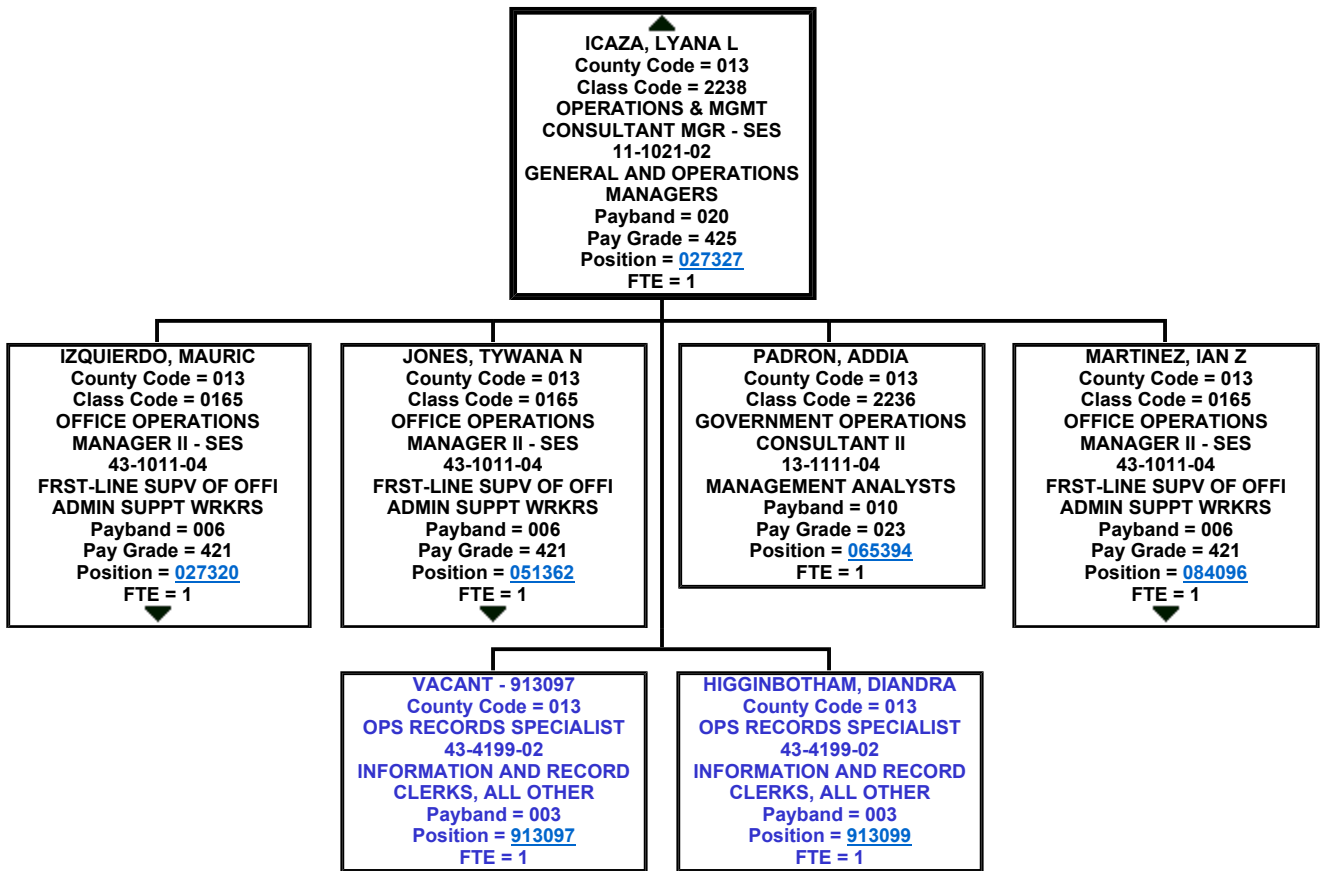 ICAZA, LYANA L
County Code = 013
Class Code = 2238
OPERATIONS & MGMT
CONSULTANT MGR - SES
11-1021-02
GENERAL AND OPERATIONS
MANAGERS
Payband = 020
Pay Grade = 425
Position = 027327
FTE = 1
IZQUIERDO, MAURIC
County Code = 013
Class Code = 0165
OFFICE OPERATIONS
MANAGER II - SES
43-1011-04
FRST-LINE SUPV OF OFFI
ADMIN SUPPT WRKRS
Payband = 006
Pay Grade = 421
Position = 027320
FTE = 1
JONES, TYWANA N
County Code = 013
Class Code = 0165
OFFICE OPERATIONS
MANAGER II - SES
43-1011-04
FRST-LINE SUPV OF OFFI
ADMIN SUPPT WRKRS
Payband = 006
Pay Grade = 421
Position = 051362
FTE = 1
PADRON, ADDIA
County Code = 013
Class Code = 2236
GOVERNMENT OPERATIONS
CONSULTANT II
13-1111-04
MANAGEMENT ANALYSTS
Payband = 010
Pay Grade = 023
Position = 065394
FTE = 1
MARTINEZ, IAN Z
County Code = 013
Class Code = 0165
OFFICE OPERATIONS
MANAGER II - SES
43-1011-04
FRST-LINE SUPV OF OFFI
ADMIN SUPPT WRKRS
Payband = 006
Pay Grade = 421
Position = 084096
FTE = 1
VACANT - 913097
County Code = 013
OPS RECORDS SPECIALIST
43-4199-02
INFORMATION AND RECORD
CLERKS, ALL OTHER
Payband = 003
Position = 913097
FTE = 1
HIGGINBOTHAM, DIANDRA
County Code = 013
OPS RECORDS SPECIALIST
43-4199-02
INFORMATION AND RECORD
CLERKS, ALL OTHER
Payband = 003
Position = 913099
FTE = 1